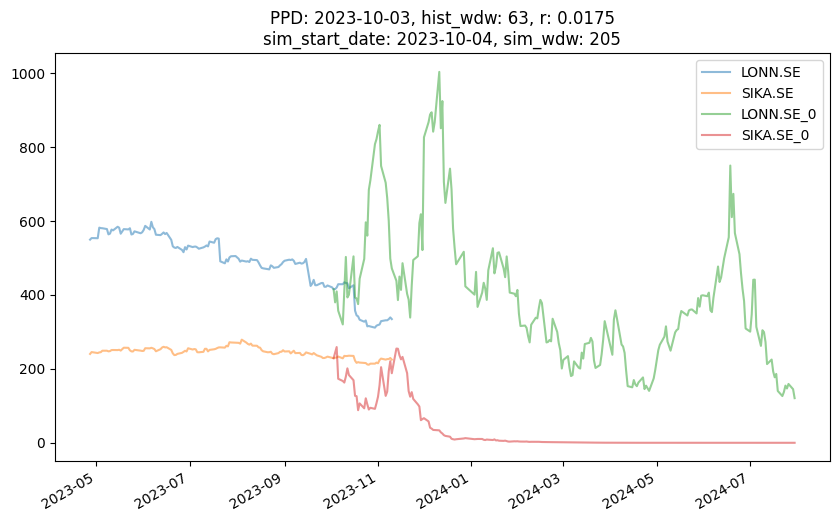 PPD: 2023-10-03, hist_wdw: 63, r: 0.0175
sim_start_date: 2023-10-04, sim_wdw: 205
LONN.SE
SIKA.SE
LONN.SE_0
SIKA.SE_0
1000
800
600
400
200
0
2023-05
2023-07
2023-09
2023-11
2024-01
2024-03
2024-05
2024-07